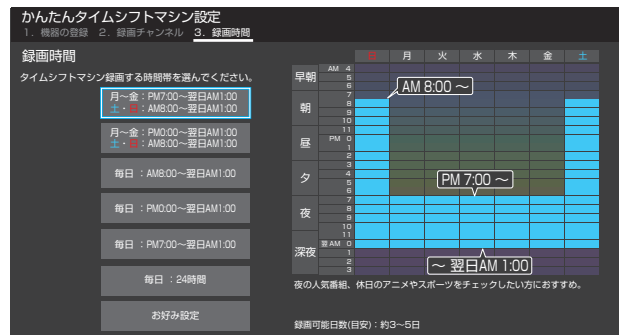 かんたんタイムシフトマシン設定
1. 機器の登録 2. 録画チャンネル 3. 録画時間
録画時間
タイムシフトマシン録画する時間帯を選んでください。
月～金：PM7:00～翌日AM1:00
土・日：AM8:00～翌日AM1:00
月～金：PM0:00～翌日AM1:00
土・日：AM8:00～翌日AM1:00
毎日 ：AM8:00～翌日AM1:00
毎日 ：PM0:00～翌日AM1:00
毎日 ：PM7:00～翌日AM1:00
毎日 ：24時間
お好み設定
日 月 火 水 木 金 土
早朝
AM 4
5
6
7
朝
8
9
10
11
昼
PM 0
1
2
3
夕
4
5
6
7
夜
8
9
10
11
深夜
翌AM 0
1
2
3
AM 8:00 ～
PM 7:00 ～
～ 翌日AM 1:00
夜の人気番組、休日のアニメやスポーツをチェックしたい方におすすめ。
録画可能日数(目安)：約3～5日